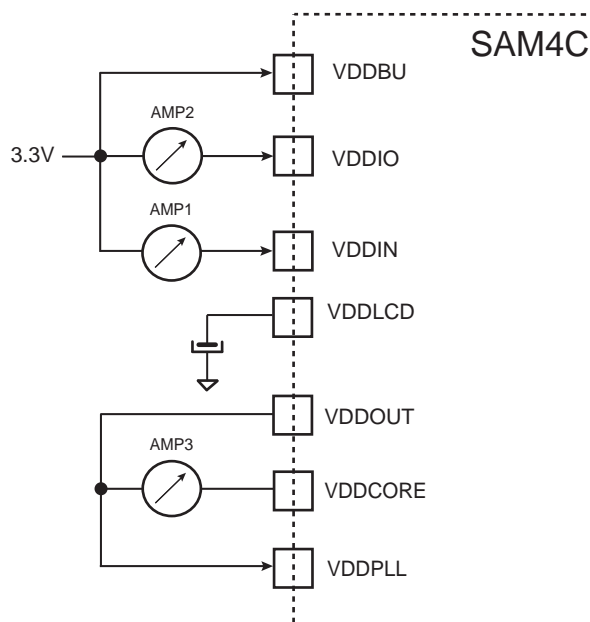 SAM4C
VDDBU
AMP2
3.3V
VDDIO
AMP1
VDDIN
VDDLCD
VDDOUT
AMP3
VDDCORE
VDDPLL